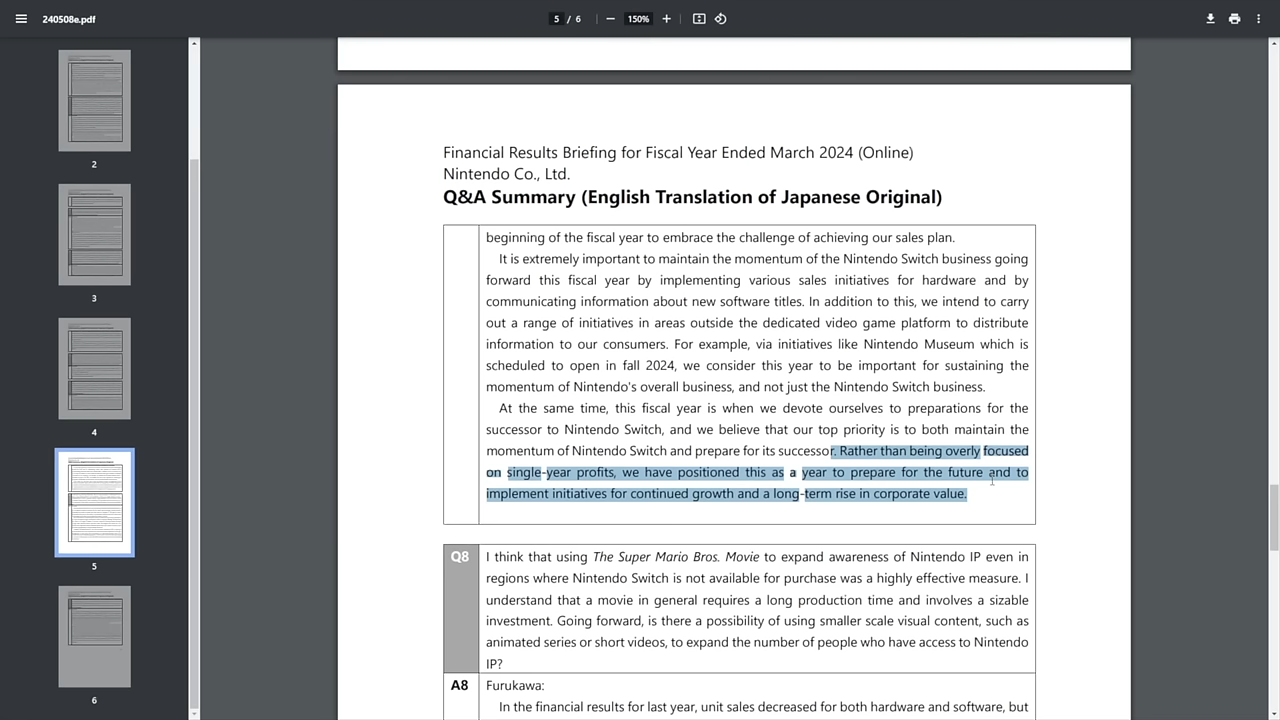 240508e.pdf
5 / 6
150%
2
3
4
5
6
Financial Results Briefing for Fiscal Year Ended March 2024 (Online)
Nintendo Co., Ltd.
Q&A Summary (English Translation of Japanese Original)
beginning of the fiscal year to embrace the challenge of achieving our sales plan.
It is extremely important to maintain the momentum of the Nintendo Switch business going
forward this fiscal year by implementing various sales initiatives for hardware and by
communicating information about new software titles. In addition to this, we intend to carry
out a range of initiatives in areas outside the dedicated video game platform to distribute
information to our consumers. For example, via initiatives like Nintendo Museum which is
scheduled to open in fall 2024, we consider this year to be important for sustaining the
momentum of Nintendo's overall business, and not just the Nintendo Switch business.
At the same time, this fiscal year is when we devote ourselves to preparations for the
successor to Nintendo Switch, and we believe that our top priority is to both maintain the
momentum of Nintendo Switch and prepare for its successor. Rather than being overly focused
on single-year profits, we have positioned this as a year to prepare for the future and to
implement initiatives for continued growth and a long-term rise in corporate value.
Q8
I think that using The Super Mario Bros. Movie to expand awareness of Nintendo IP even in
regions where Nintendo Switch is not available for purchase was a highly effective measure. I
understand that a movie in general requires a long production time and involves a sizable
investment. Going forward, is there a possibility of using smaller scale visual content, such as
animated series or short videos, to expand the number of people who have access to Nintendo
IP?
A8
Furukawa:
In the financial results for last year, unit sales decreased for both hardware and software, but